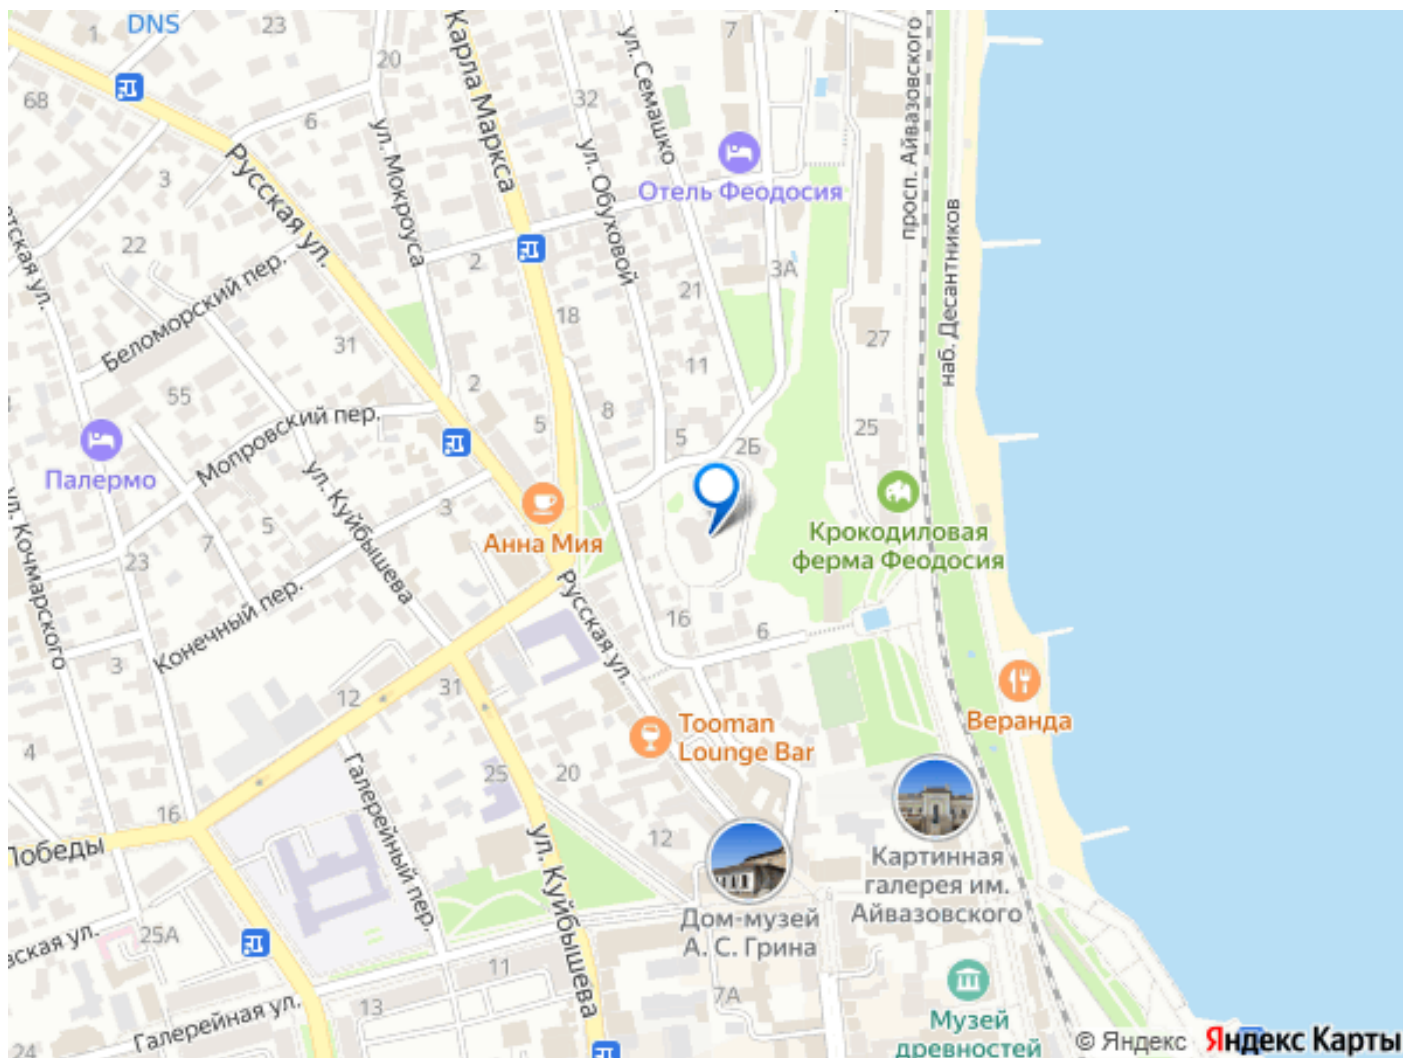 DNS
1
23
7
20
68
6
32
ул. Семашко
Карла Маркса
просп. Айвазовского
ул. Мокроуса
Русская ул.
ул. Обуховой
Отель Феодосия
3
22
2
Беломорский пер.
наб. Десантников
3А
21
18
27
31
11
2
55
Мопровский пер.
8
5
5
2Б
25
Палермо
ул. Куйбышева
3
Анна Мия
Крокодиловая
ферма Феодосия
ул. Кочмарского
5
7
23
Конечный пер.
Русская ул.
16
6
3
12
31
Веранда
Tooman
Lounge Bar
4
25
20
16
Галерейный пер.
12
Победы
ул. Куйбышева
Картинная
галерея им.
Айвазовского
Дом-музей
А. С. Грина
25А
11
7А
13
Галерейная ул.
24
Музей
древностей
© Яндекс Яндекс Карты